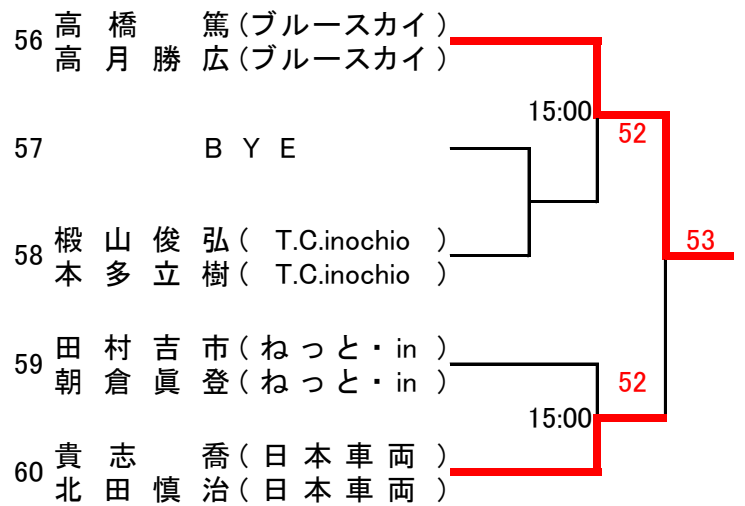 56 高橋 篤(ブルースカイ)
高月勝広(ブルースカイ)
15:00
52
57 BYE
58 椴山俊弘( T.C.inochio )
本多立樹( T.C.inochio )
53
59 田村吉市(ねっと・in )
朝倉眞登(ねっと・in )
52
15:00
60 貴志 喬(日本車両)
北田慎治(日本車両)